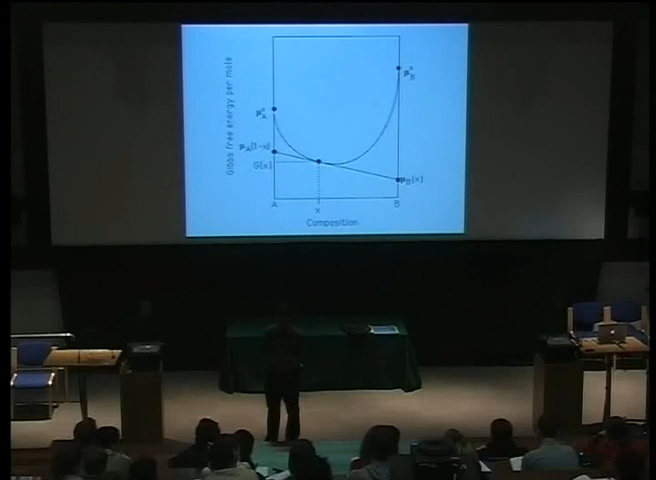 Gibbs free energy per mole
μ°A
μ°B
μA(1-x)
G(x)
μB(x)
A
x
B
Composition